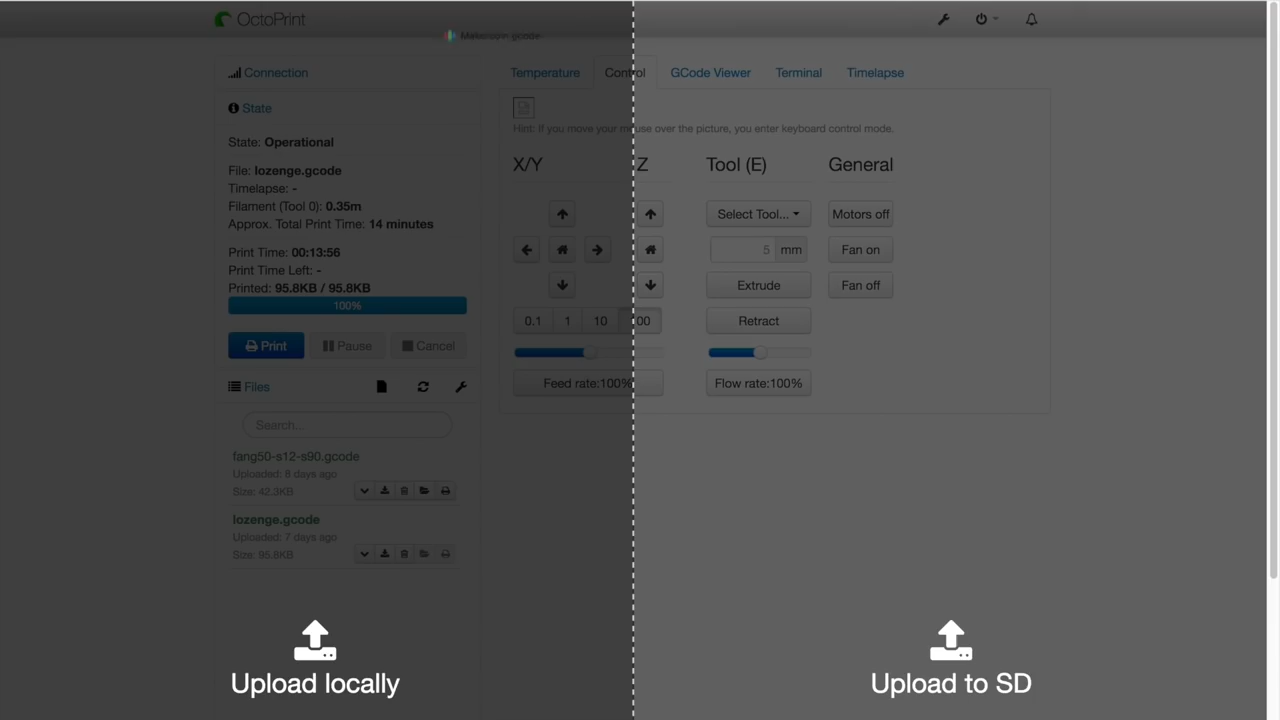 OctoPrint
Makerbot.gcode
Connection
State
State: Operational
File: lozenge.gcode
Timelapse: -
Filament (Tool 0): 0.35m
Approx. Total Print Time: 14 minutes
Print Time: 00:13:56
Print Time Left: -
Printed: 95.8KB / 95.8KB
100%
Print Pause Cancel
Files
Search...
fang50-s12-s90.gcode
Uploaded: 6 days ago
Size: 42.3KB
lozenge.gcode
Uploaded: 7 days ago
Size: 95.8KB
Temperature Control GCode Viewer Terminal Timelapse
Hint: If you move your mouse over the picture, you enter keyboard control mode.
X/Y Z Tool (E) General
Select Tool... Motors off
5 mm Fan on
Extrude Fan off
0.1 1 10 00 Retract
Feed rate:100% Flow rate:100%
Upload locally Upload to SD